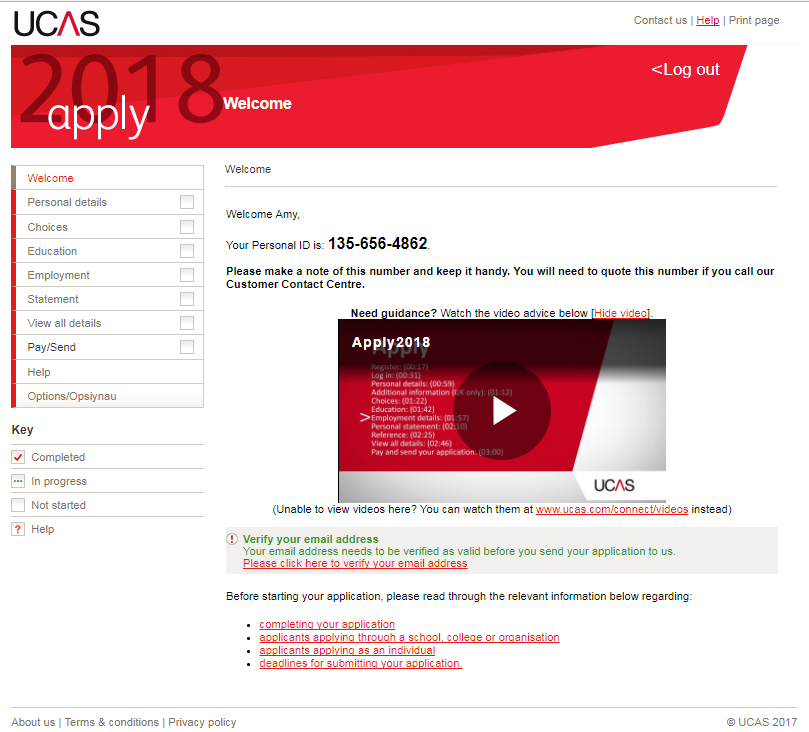 UCAS
Contact us | Help | Print page
2018
apply
Welcome
<Log out
Welcome
Personal details
Choices
Education
Employment
Statement
View all details
Pay/Send
Help
Options/Opsiynau
Key
Completed
In progress
Not started
? Help
Welcome
Welcome Amy,
Your Personal ID is: 135-656-4862.
Please make a note of this number and keep it handy. You will need to quote this number if you call our
Customer Contact Centre.
Need guidance? Watch the video advice below [Hide video].
Apply2018
Apply
Register: (00:17)
Log in: (00:31)
Personal details: (00:59)
Additional information (UK only): (01:12)
Choices: (01:22)
Education: (01:42)
>Employment details: (01:57)
Personal statement: (02:10)
Reference: (02:25)
View all details: (02:46)
Pay and send your application. (03:00)
UCAS
(Unable to view videos here? You can watch them at www.ucas.com/connect/videos instead)
! Verify your email address
Your email address needs to be verified as valid before you send your application to us.
Please click here to verify your email address
Before starting your application, please read through the relevant information below regarding:
• completing your application
• applicants applying through a school, college or organisation
• applicants applying as an individual
• deadlines for submitting your application.
About us | Terms & conditions | Privacy policy
© UCAS 2017